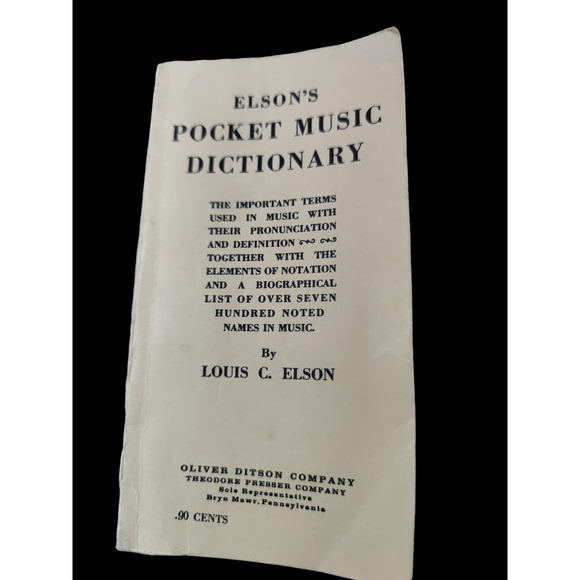 ELSON'S
POCKET MUSIC
DICTIONARY
THE IMPORTANT TERMS
USED IN MUSIC WITH
THEIR PRONUNCIATION
AND DEFINITION
TOGETHER WITH THE
ELEMENTS OF NOTATION
AND A BIOGRAPHICAL
LIST OF OVER SEVEN
HUNDRED NOTED
NAMES IN MUSIC.
By
LOUIS C. ELSON
OLIVER DITSON COMPANY
THEODORE PRESSER COMPANY
Sole Representative
Bryn Mawr, Pennsylvania
.90 CENTS